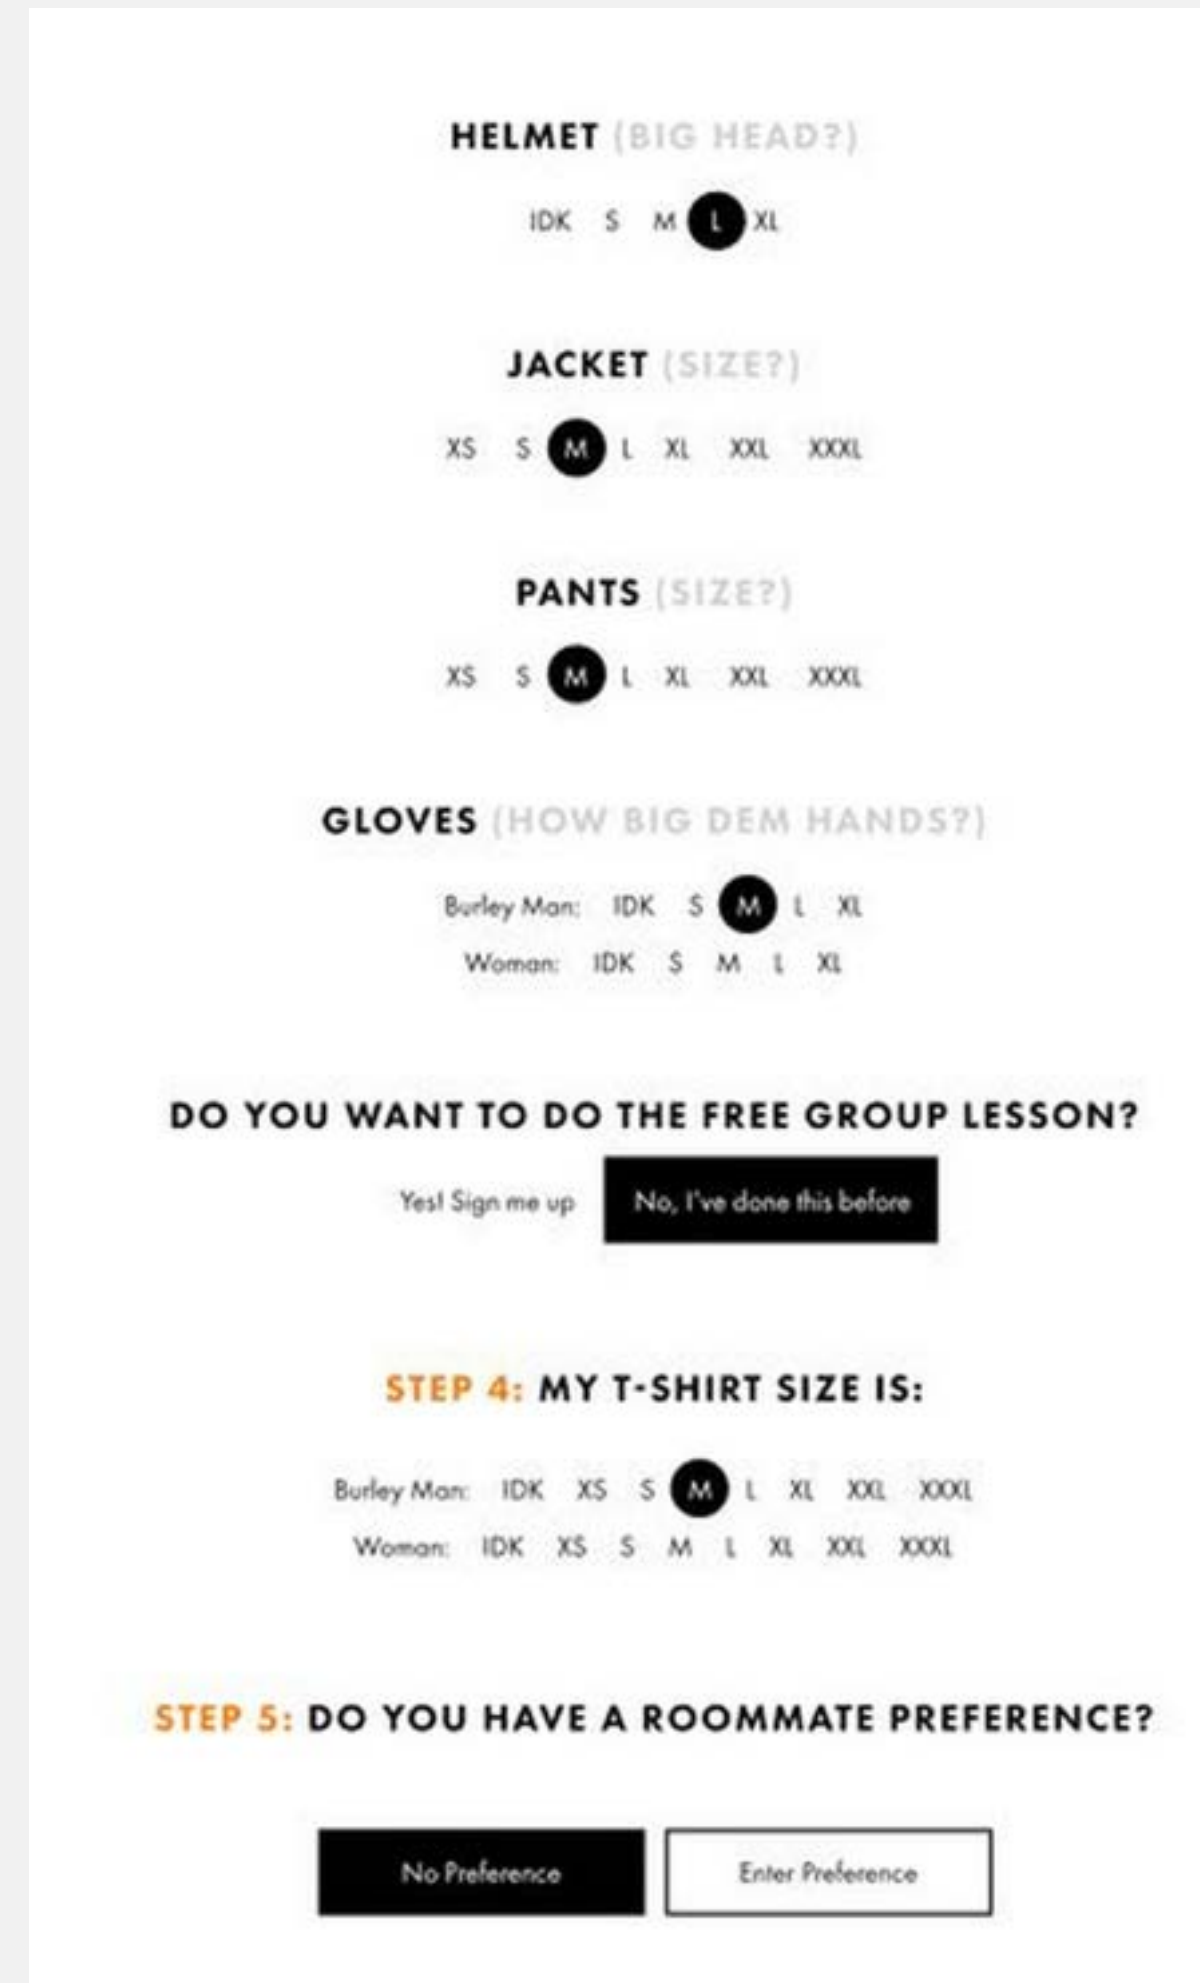 HELMET (BIG HEAD?)
IDK S M L XL
JACKET (SIZE?)
XS S M L XL XXL XXXL
PANTS (SIZE?)
XS S M L XL XXL XXXL
GLOVES (HOW BIG DEM HANDS?)
Burley Man: IDK S M L XL
Woman: IDK S M L XL
DO YOU WANT TO DO THE FREE GROUP LESSON?
Yes! Sign me up No, I've done this before
STEP 4: MY T-SHIRT SIZE IS:
Burley Man: IDK XS S M L XL XXL XXXL
Woman: IDK XS S M L XL XXL XXXL
STEP 5: DO YOU HAVE A ROOMMATE PREFERENCE?
No Preference Enter Preference